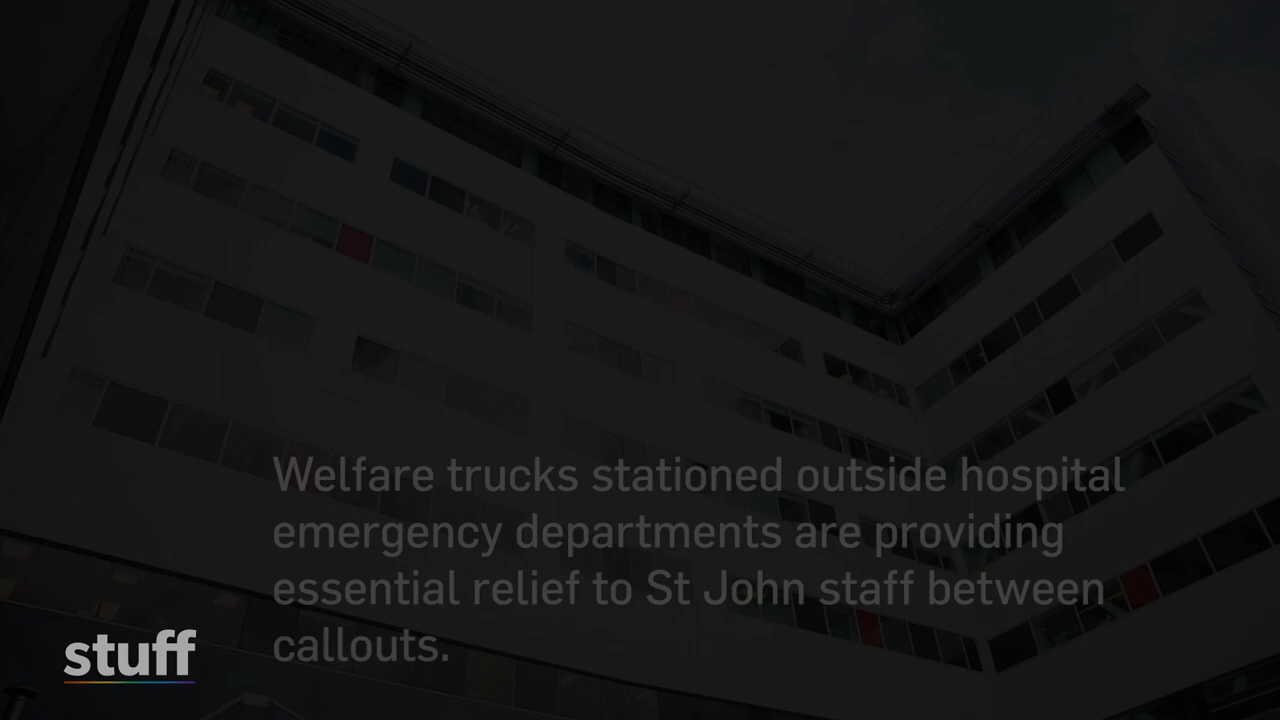 Welfare trucks stationed outside hospital
emergency departments are providing
essential relief to St John staff between
callouts.
stuff